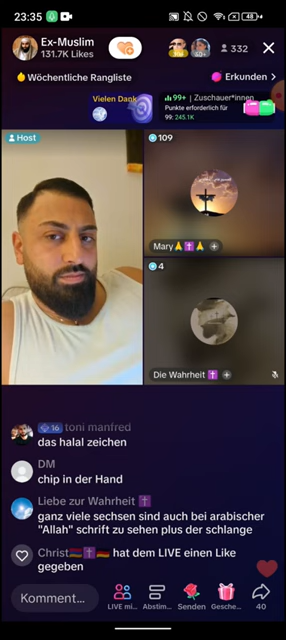 23:35
48
Ex-Muslim
131.7K Likes
332
Wöchentliche Rangliste
Erkunden >
Vielen Dank
99+ | Zuschauer*innen
Punkte erforderlich für
99: 245.1K
Host
109
Mary🙏✝️🙏
4
Die Wahrheit ✝️
16 toni manfred
das halal zeichen
DM
chip in der Hand
Liebe zur Wahrheit ✝️
ganz viele sechsen sind auch bei arabischer
"Allah" schrift zu sehen plus der schlange
Christ🇦🇲✝️🇩🇪 hat dem LIVE einen Like
gegeben
Komment...
LIVE mi...
Abstim...
Senden
Gesche...
40